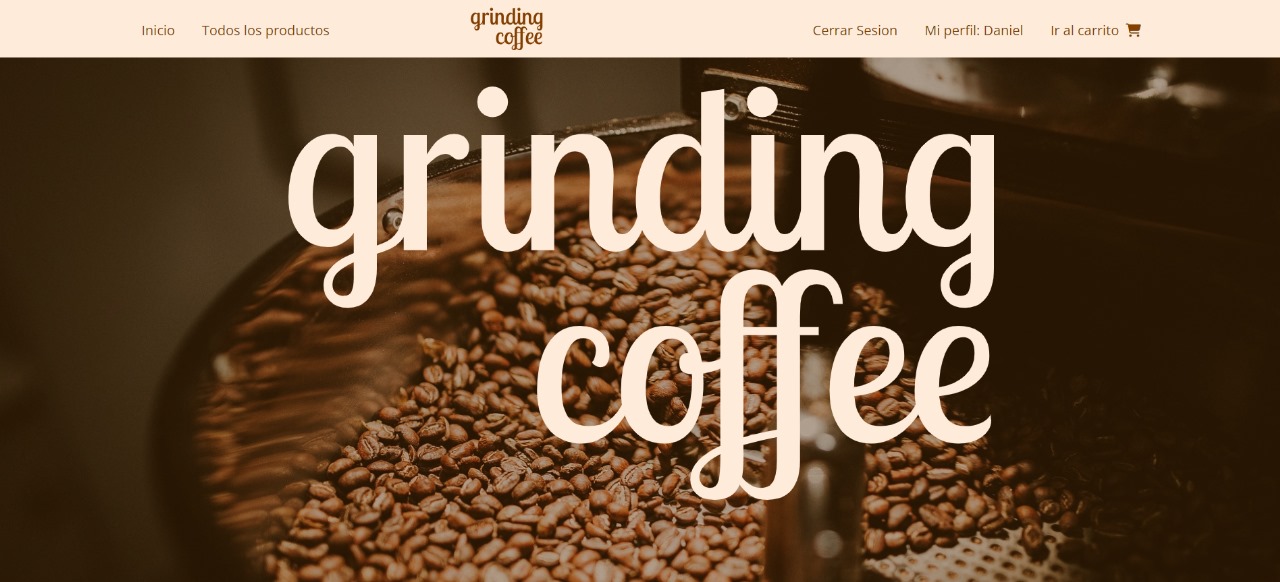 Inicio Todos los productos grinding coffee Cerrar Sesion Mi perfil: Daniel Ir al carrito
grinding
coffee